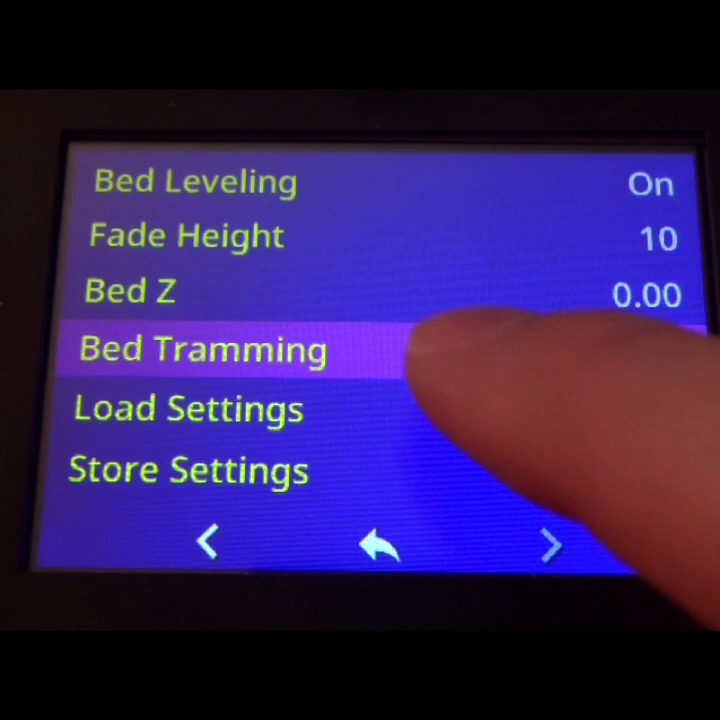 Bed Leveling On
Fade Height 10
Bed Z 0.00
Bed Tramming
Load Settings
Store Settings